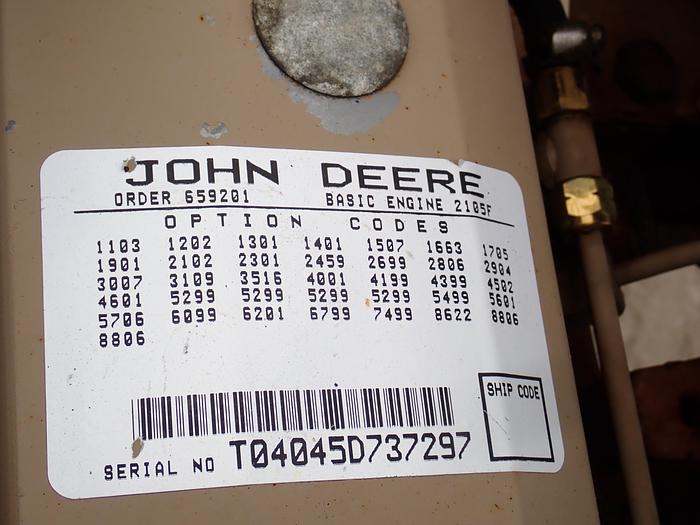 JOHN DEERE
ORDER 659201 BASIC ENGINE 2105F
OPTION CODES
1103 1202 1301 1401 1507 1663 1705
1901 2102 2301 2459 2699 2806 2904
3007 3109 3516 4001 4199 4399 4502
4601 5299 5299 5299 5299 5499 5601
5706 6099 6201 6799 7499 8622 8806
8806
SHIP CODE
SERIAL NO T04045D737297